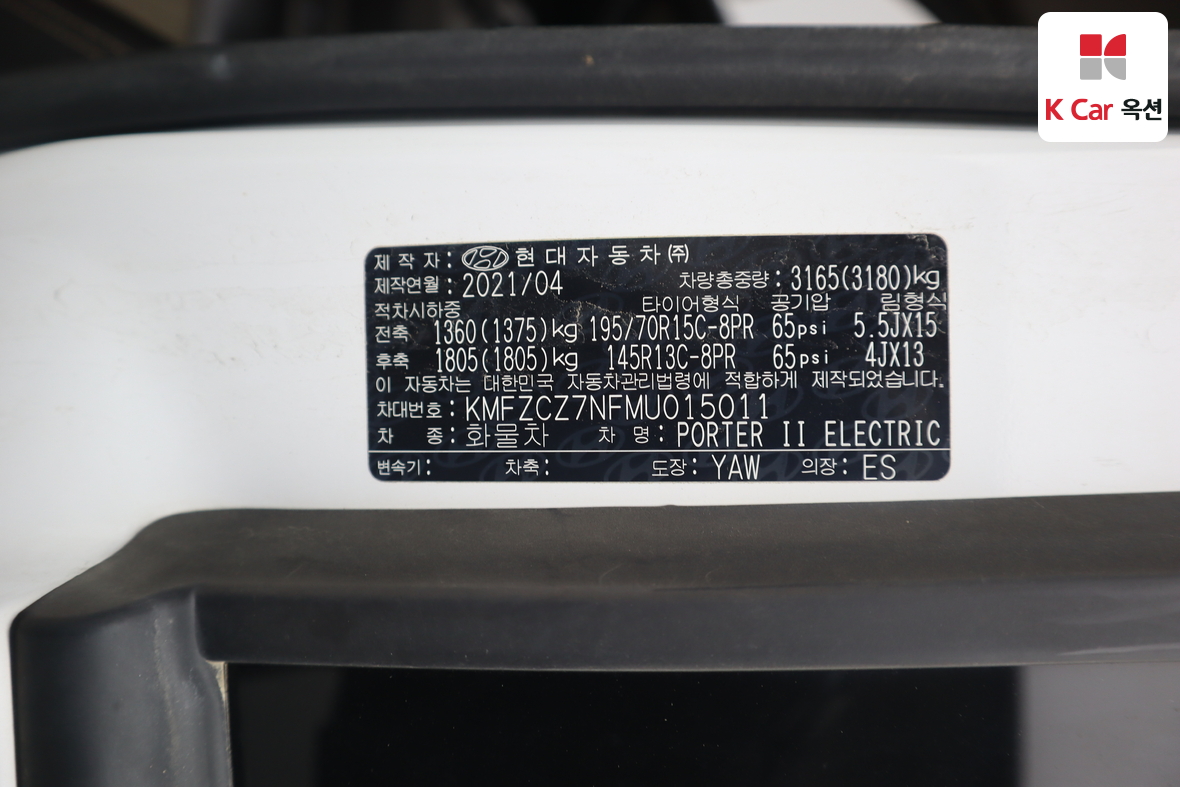 K Car 옥션
제 작 자 : 현 대 자 동 차 ㈜
제작연월 : 2021/04 차량총중량 : 3165(3180)kg
적차시하중 타이어형식 공기압 림형식
전축 1360(1375)kg 195/70R15C-8PR 65psi 5.5JX15
후축 1805(1805)kg 145R13C-8PR 65psi 4JX13
이 자동차는 대한민국 자동차관리법령에 적합하게 제작되었습니다.
차대번호 : KMFZCZ7NFMU015011
차 종 : 화물차 차 명 : PORTER II ELECTRIC
변속기 : 차축 : 도장 : YAW 의장 : ES